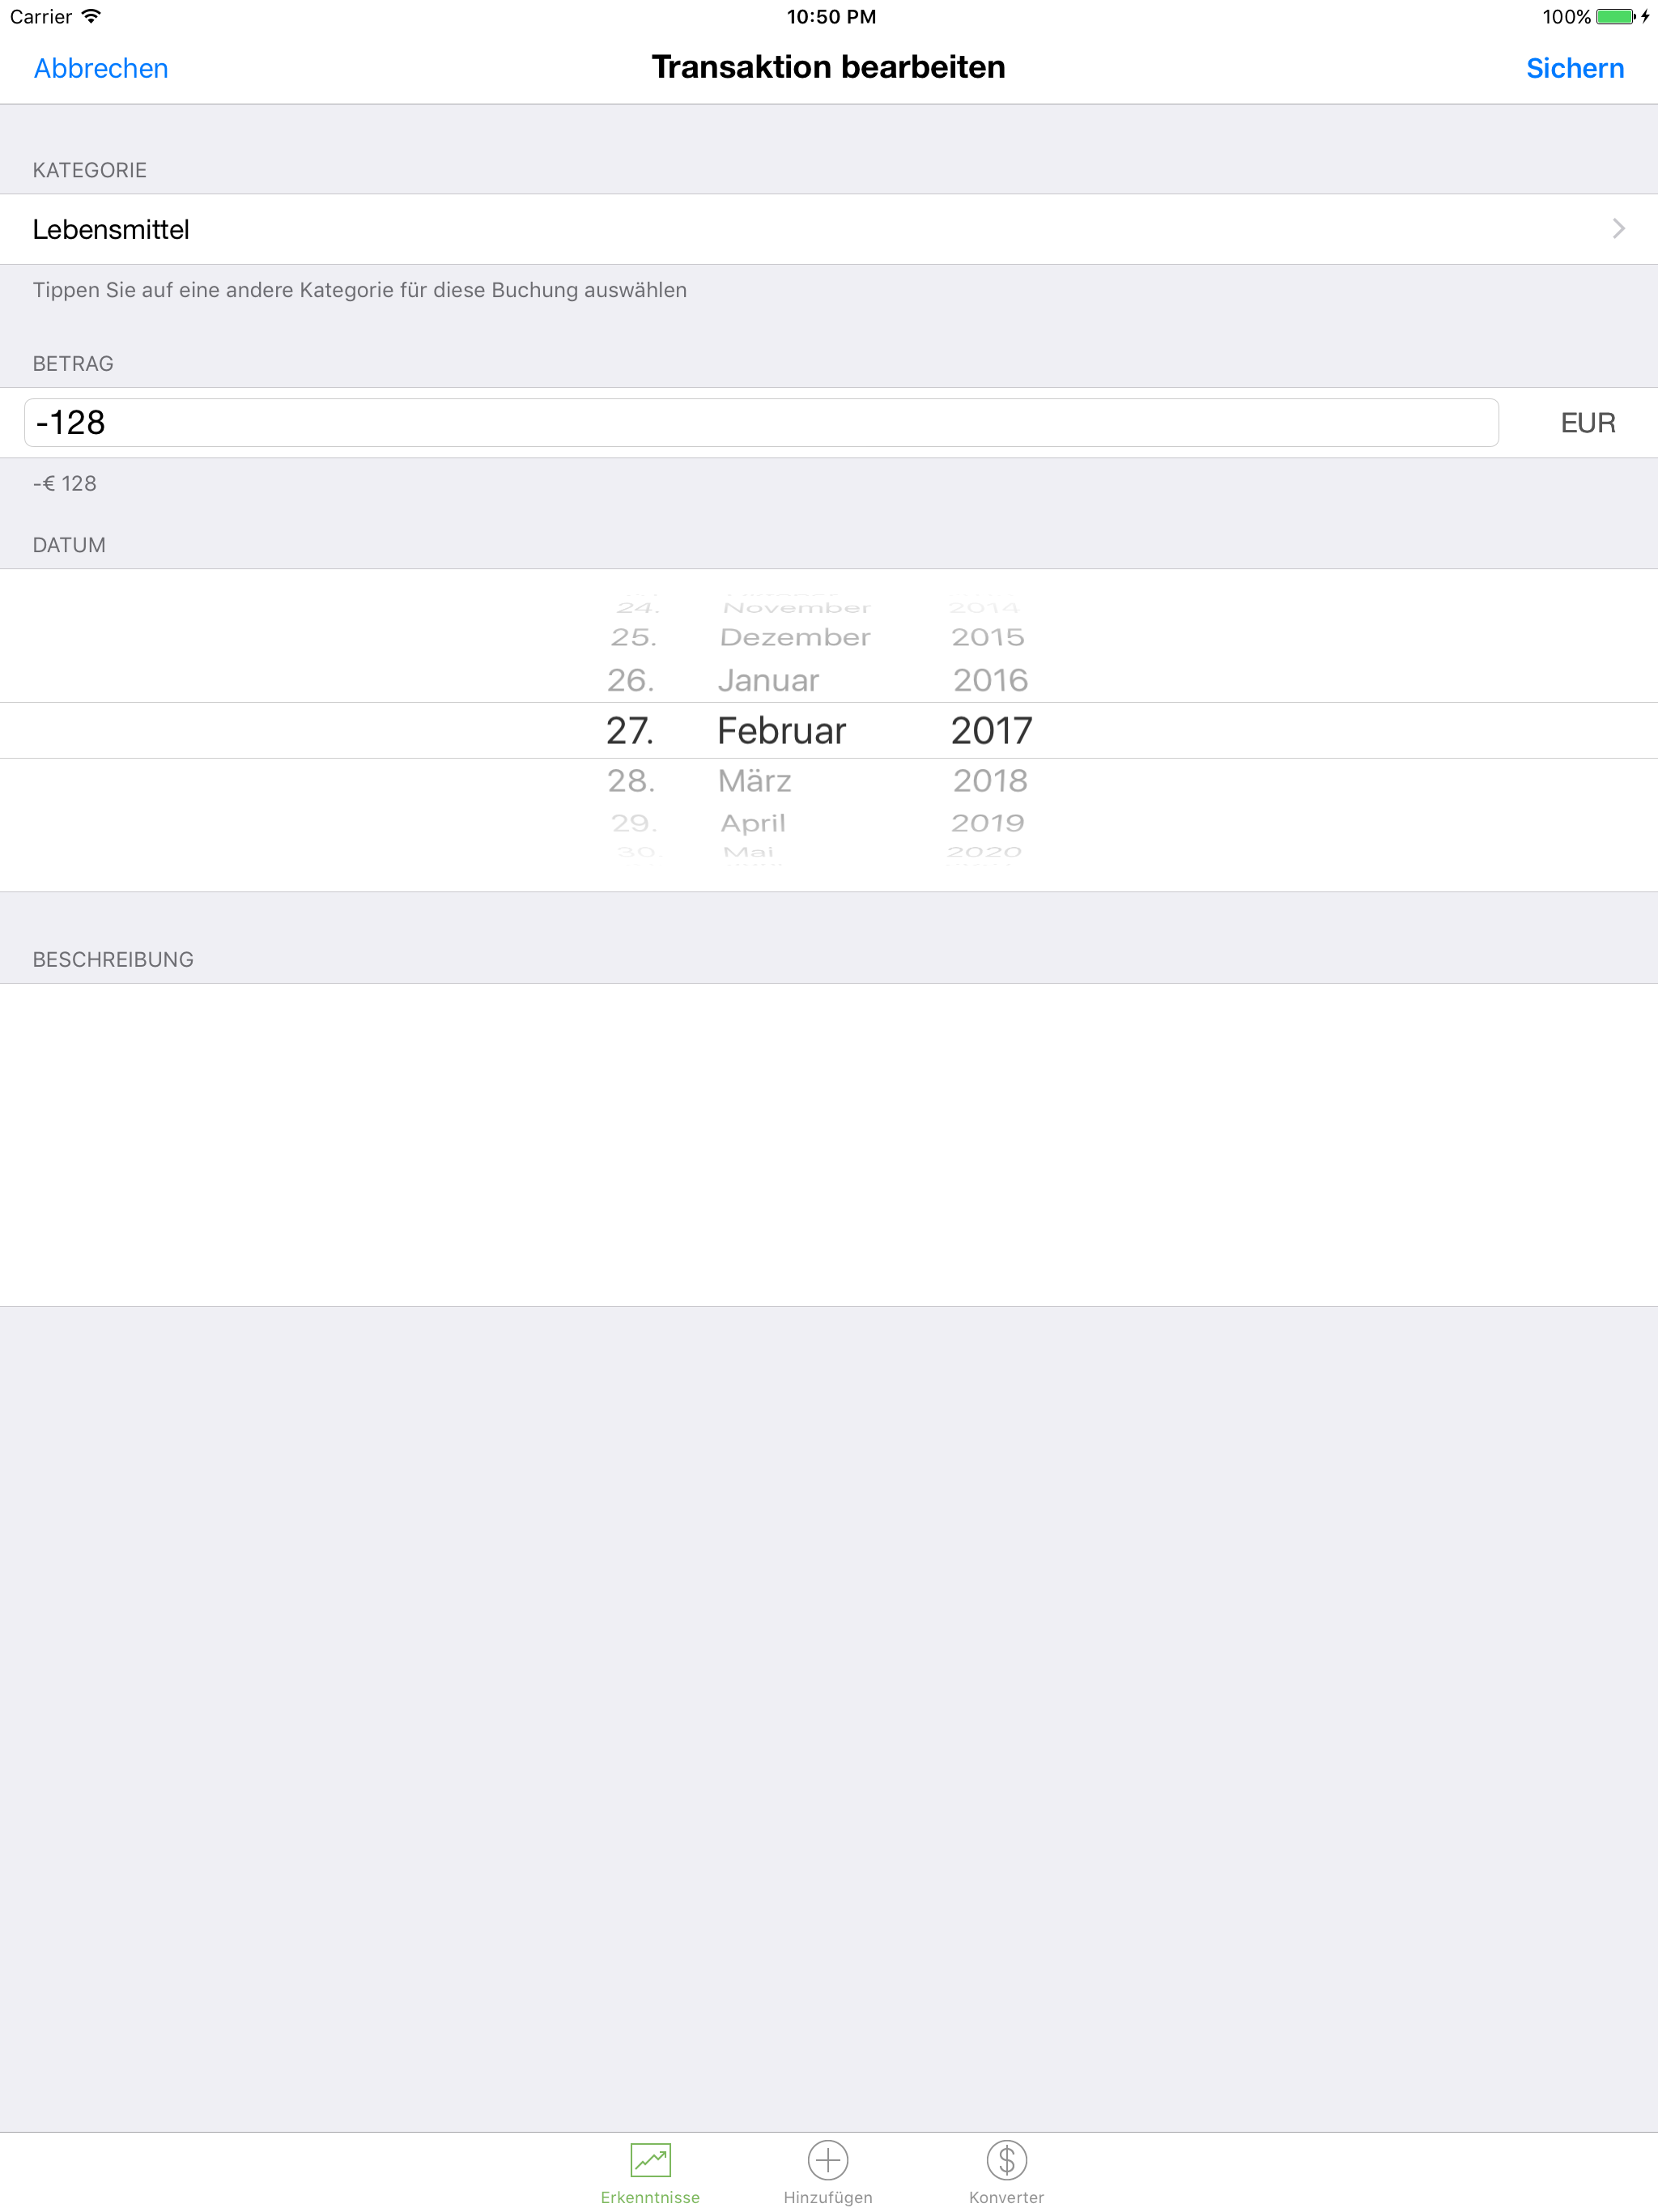 Carrier 10:50 PM 100%
Abbrechen Transaktion bearbeiten Sichern
KATEGORIE
Lebensmittel
Tippen Sie auf eine andere Kategorie für diese Buchung auswählen
BETRAG
-128 EUR
-€ 128
DATUM
24. November 2014
25. Dezember 2015
26. Januar 2016
27. Februar 2017
28. März 2018
29. April 2019
30. Mai 2020
BESCHREIBUNG
Erkenntnisse Hinzufügen Konverter